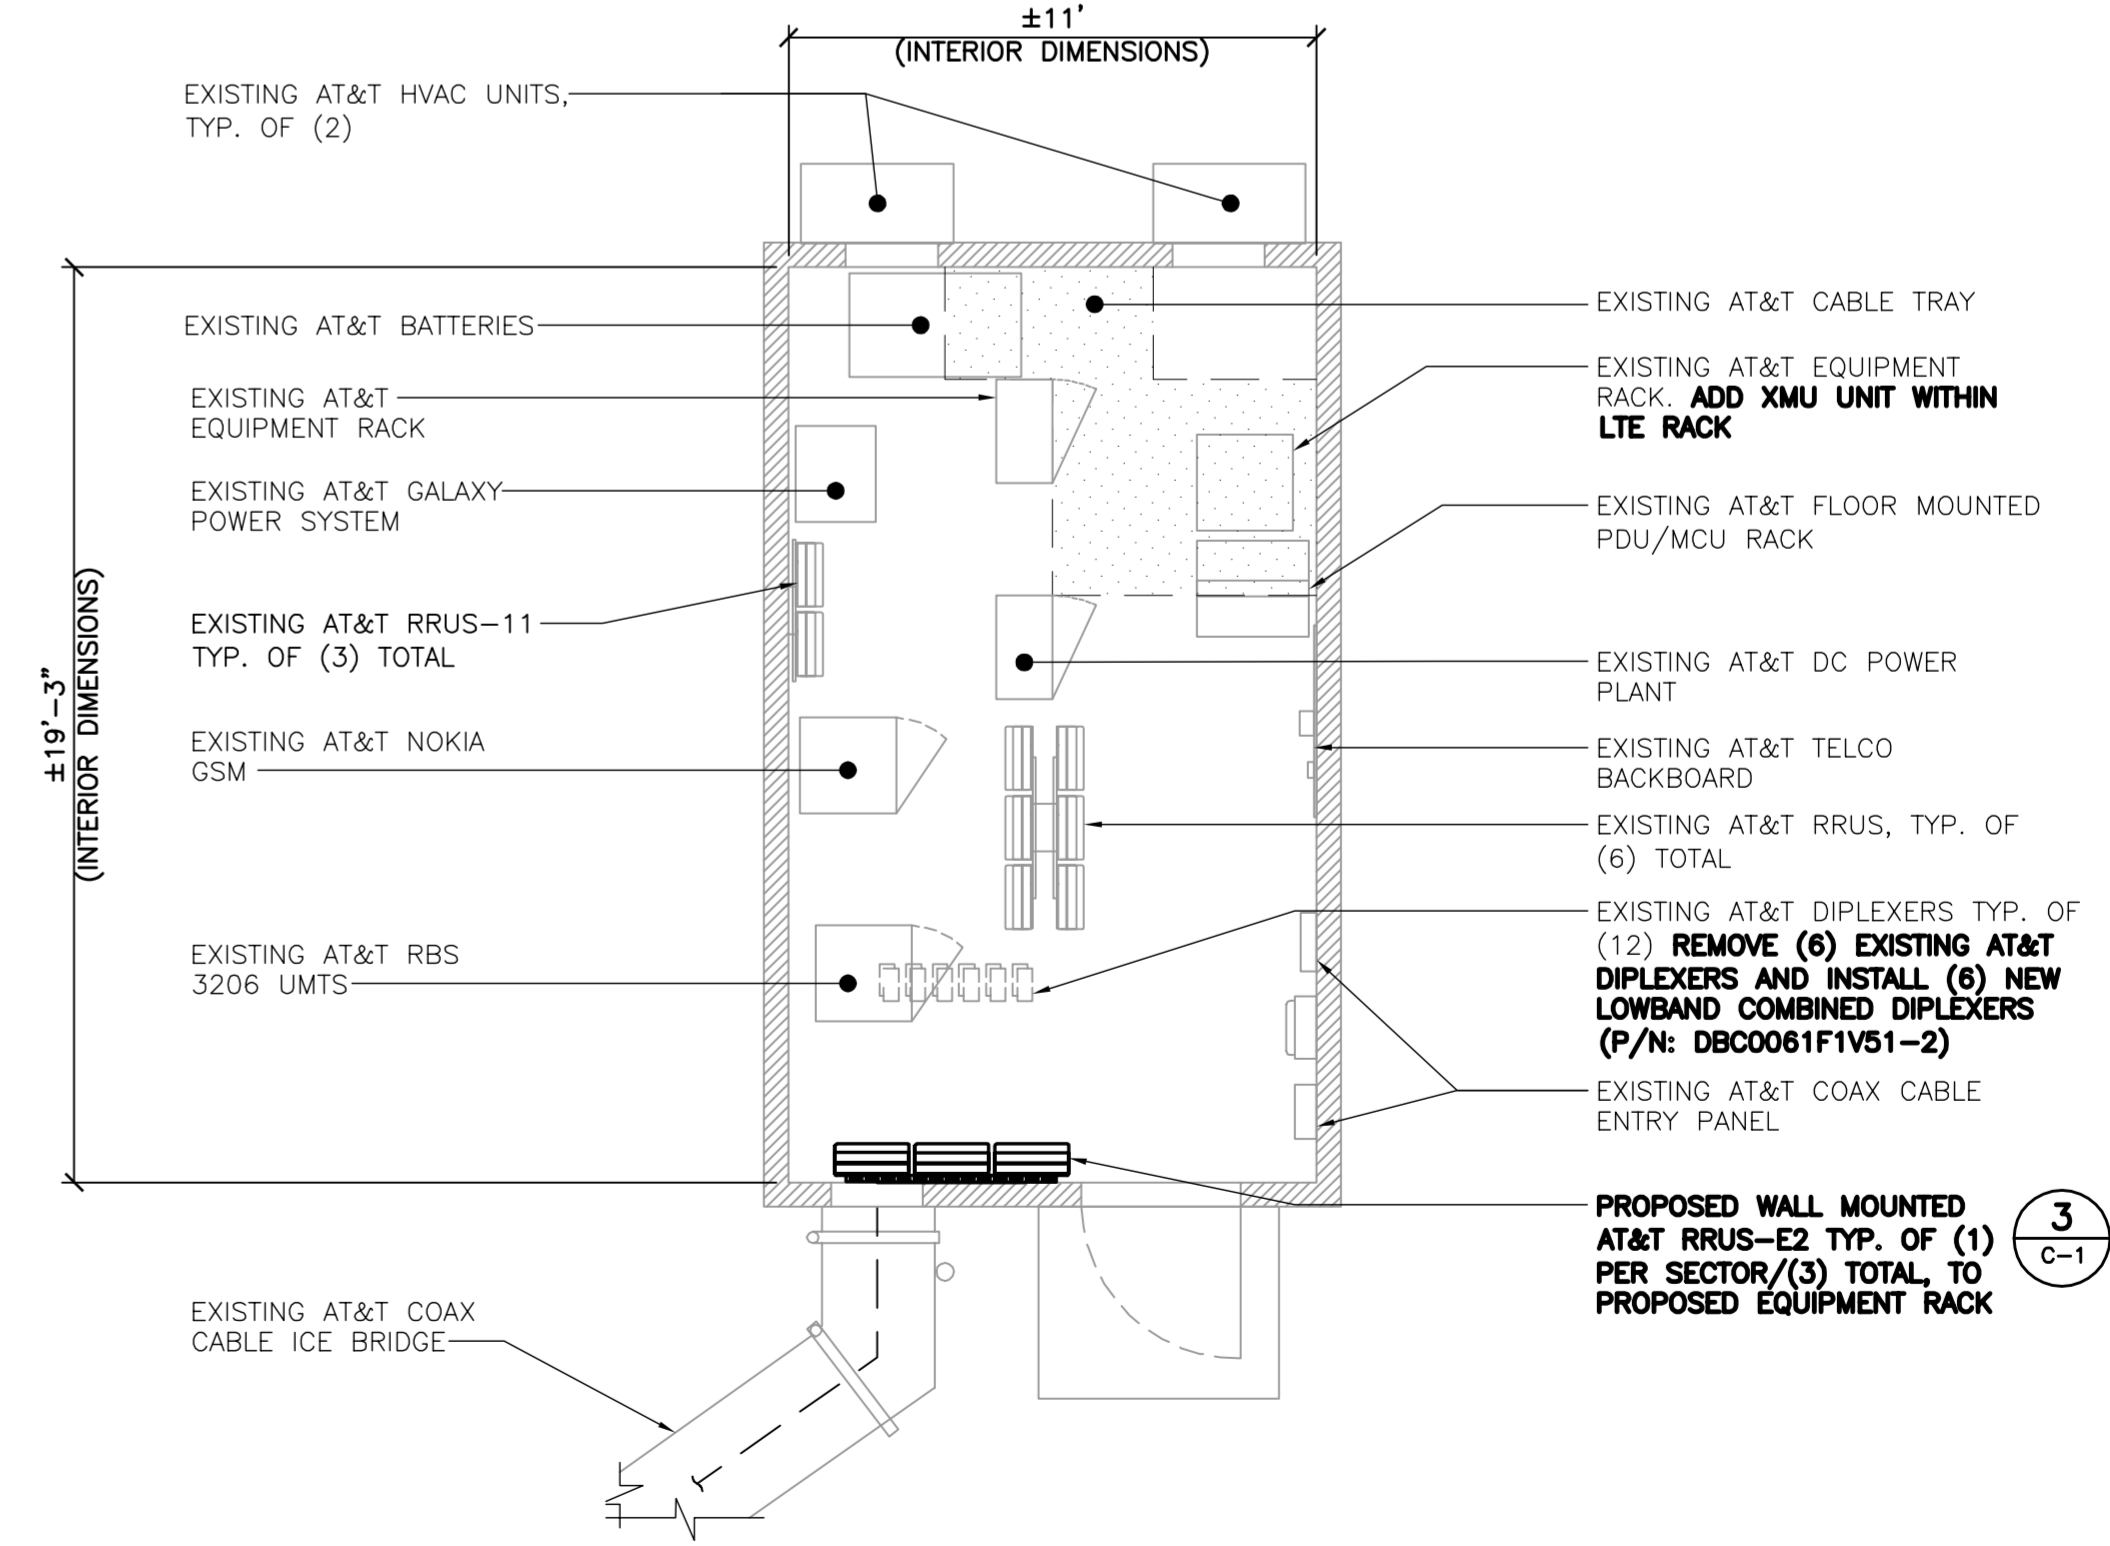 ±11'
(INTERIOR DIMENSIONS)
EXISTING AT&T HVAC UNITS,
TYP. OF (2)
EXISTING AT&T BATTERIES
EXISTING AT&T
EQUIPMENT RACK
EXISTING AT&T GALAXY
POWER SYSTEM
EXISTING AT&T RRUS-11
TYP. OF (3) TOTAL
±19'-3"
(INTERIOR DIMENSIONS)
EXISTING AT&T NOKIA
GSM
EXISTING AT&T RBS
3206 UMTS
EXISTING AT&T COAX
CABLE ICE BRIDGE
EXISTING AT&T CABLE TRAY
EXISTING AT&T EQUIPMENT
RACK. ADD XMU UNIT WITHIN
LTE RACK
EXISTING AT&T FLOOR MOUNTED
PDU/MCU RACK
EXISTING AT&T DC POWER
PLANT
EXISTING AT&T TELCO
BACKBOARD
EXISTING AT&T RRUS, TYP. OF
(6) TOTAL
EXISTING AT&T DIPLEXERS TYP. OF
(12) REMOVE (6) EXISTING AT&T
DIPLEXERS AND INSTALL (6) NEW
LOWBAND COMBINED DIPLEXERS
(P/N: DBC0061F1V51-2)
EXISTING AT&T COAX CABLE
ENTRY PANEL
PROPOSED WALL MOUNTED
AT&T RRUS-E2 TYP. OF (1)
PER SECTOR/(3) TOTAL, TO
PROPOSED EQUIPMENT RACK
3
C-1